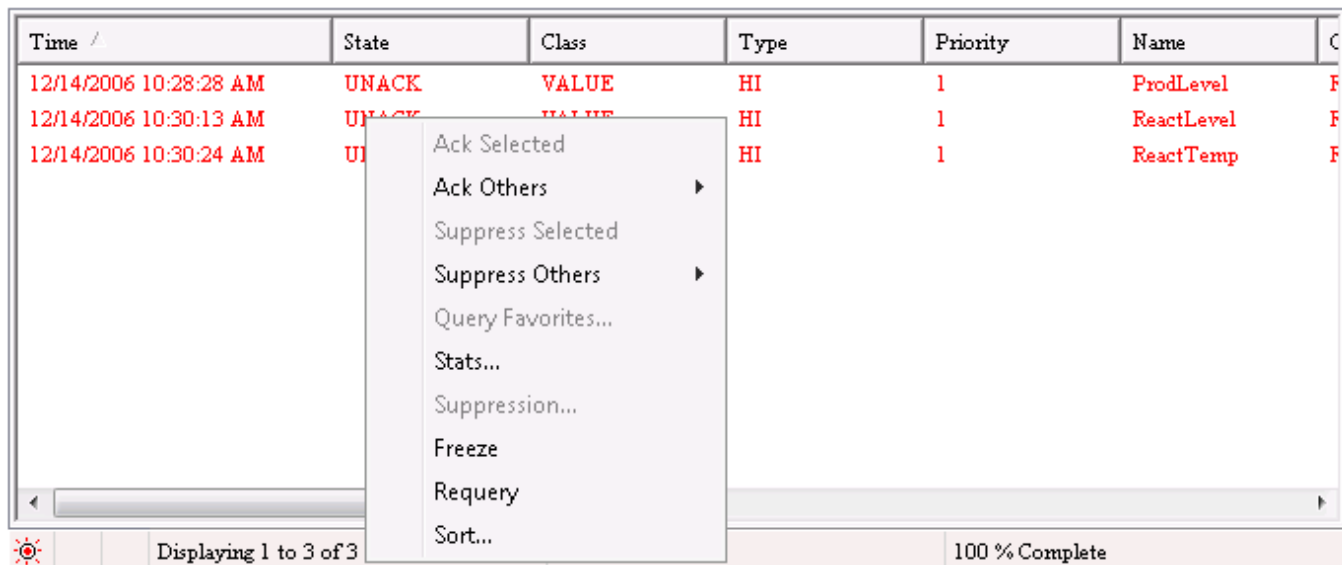 Time State Class Type Priority Name
12/14/2006 10:28:28 AM UNACK VALUE HI 1 ProdLevel
12/14/2006 10:30:13 AM UNACK VALUE HI 1 ReactLevel
12/14/2006 10:30:24 AM HI 1 ReactTemp
Ack Selected
Ack Others
Suppress Selected
Suppress Others
Query Favorites...
Stats...
Suppression...
Freeze
Requery
Sort...
Displaying 1 to 3 of 3 100 % Complete